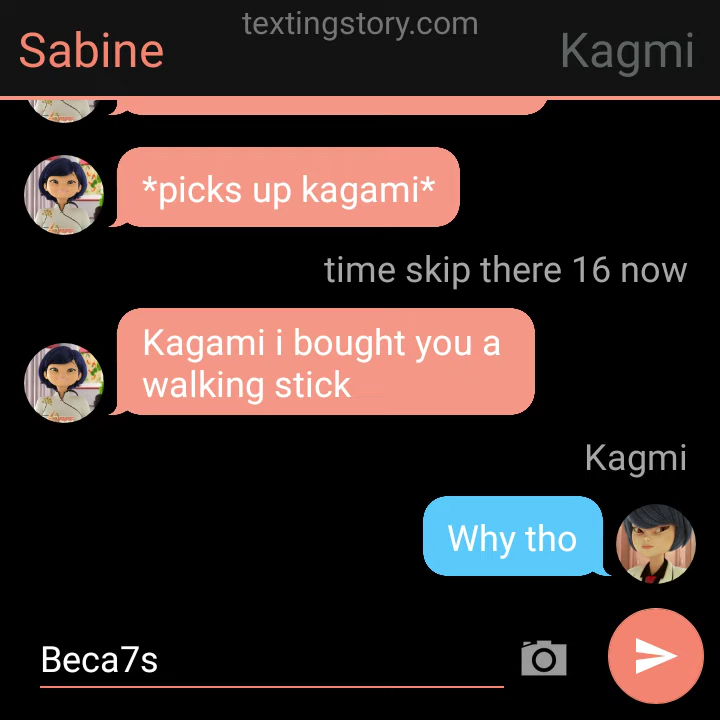 textingstory.com
Sabine
Kagmi
*picks up kagami*
time skip there 16 now
Kagami i bought you a
walking stick
Kagmi
Why tho
Beca7s